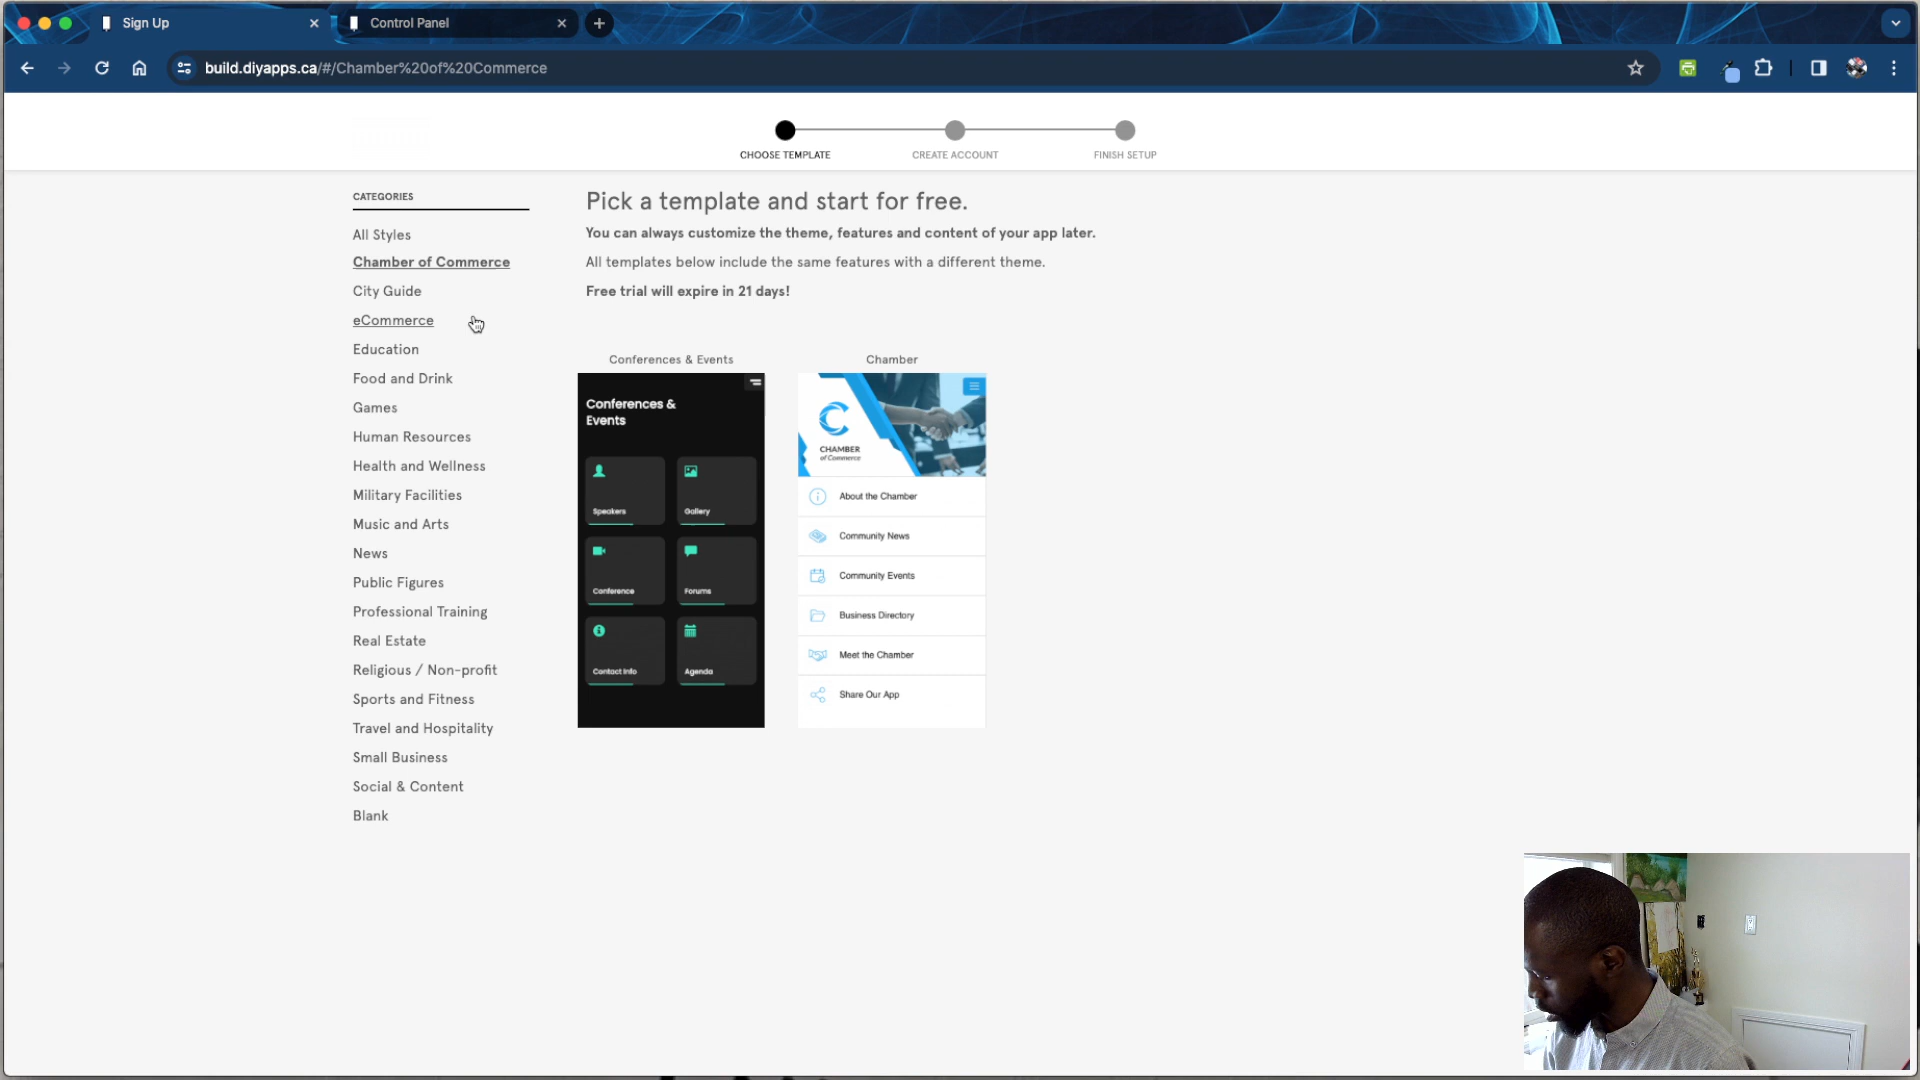 Sign Up
Control Panel
build.diyapps.ca/#/Chamber%20of%20Commerce
CHOOSE TEMPLATE
CREATE ACCOUNT
FINISH SETUP
CATEGORIES
All Styles
Chamber of Commerce
City Guide
eCommerce
Education
Food and Drink
Games
Human Resources
Health and Wellness
Military Facilities
Music and Arts
News
Public Figures
Professional Training
Real Estate
Religious / Non-profit
Sports and Fitness
Travel and Hospitality
Small Business
Social & Content
Blank
Pick a template and start for free.
You can always customize the theme, features and content of your app later.
All templates below include the same features with a different theme.
Free trial will expire in 21 days!
Conferences & Events
Conferences &
Events
Speakers
Gallery
Conference
Forums
Contact Info
Agenda
Chamber
CHAMBER
of Commerce
About the Chamber
Community News
Community Events
Business Directory
Meet the Chamber
Share Our App